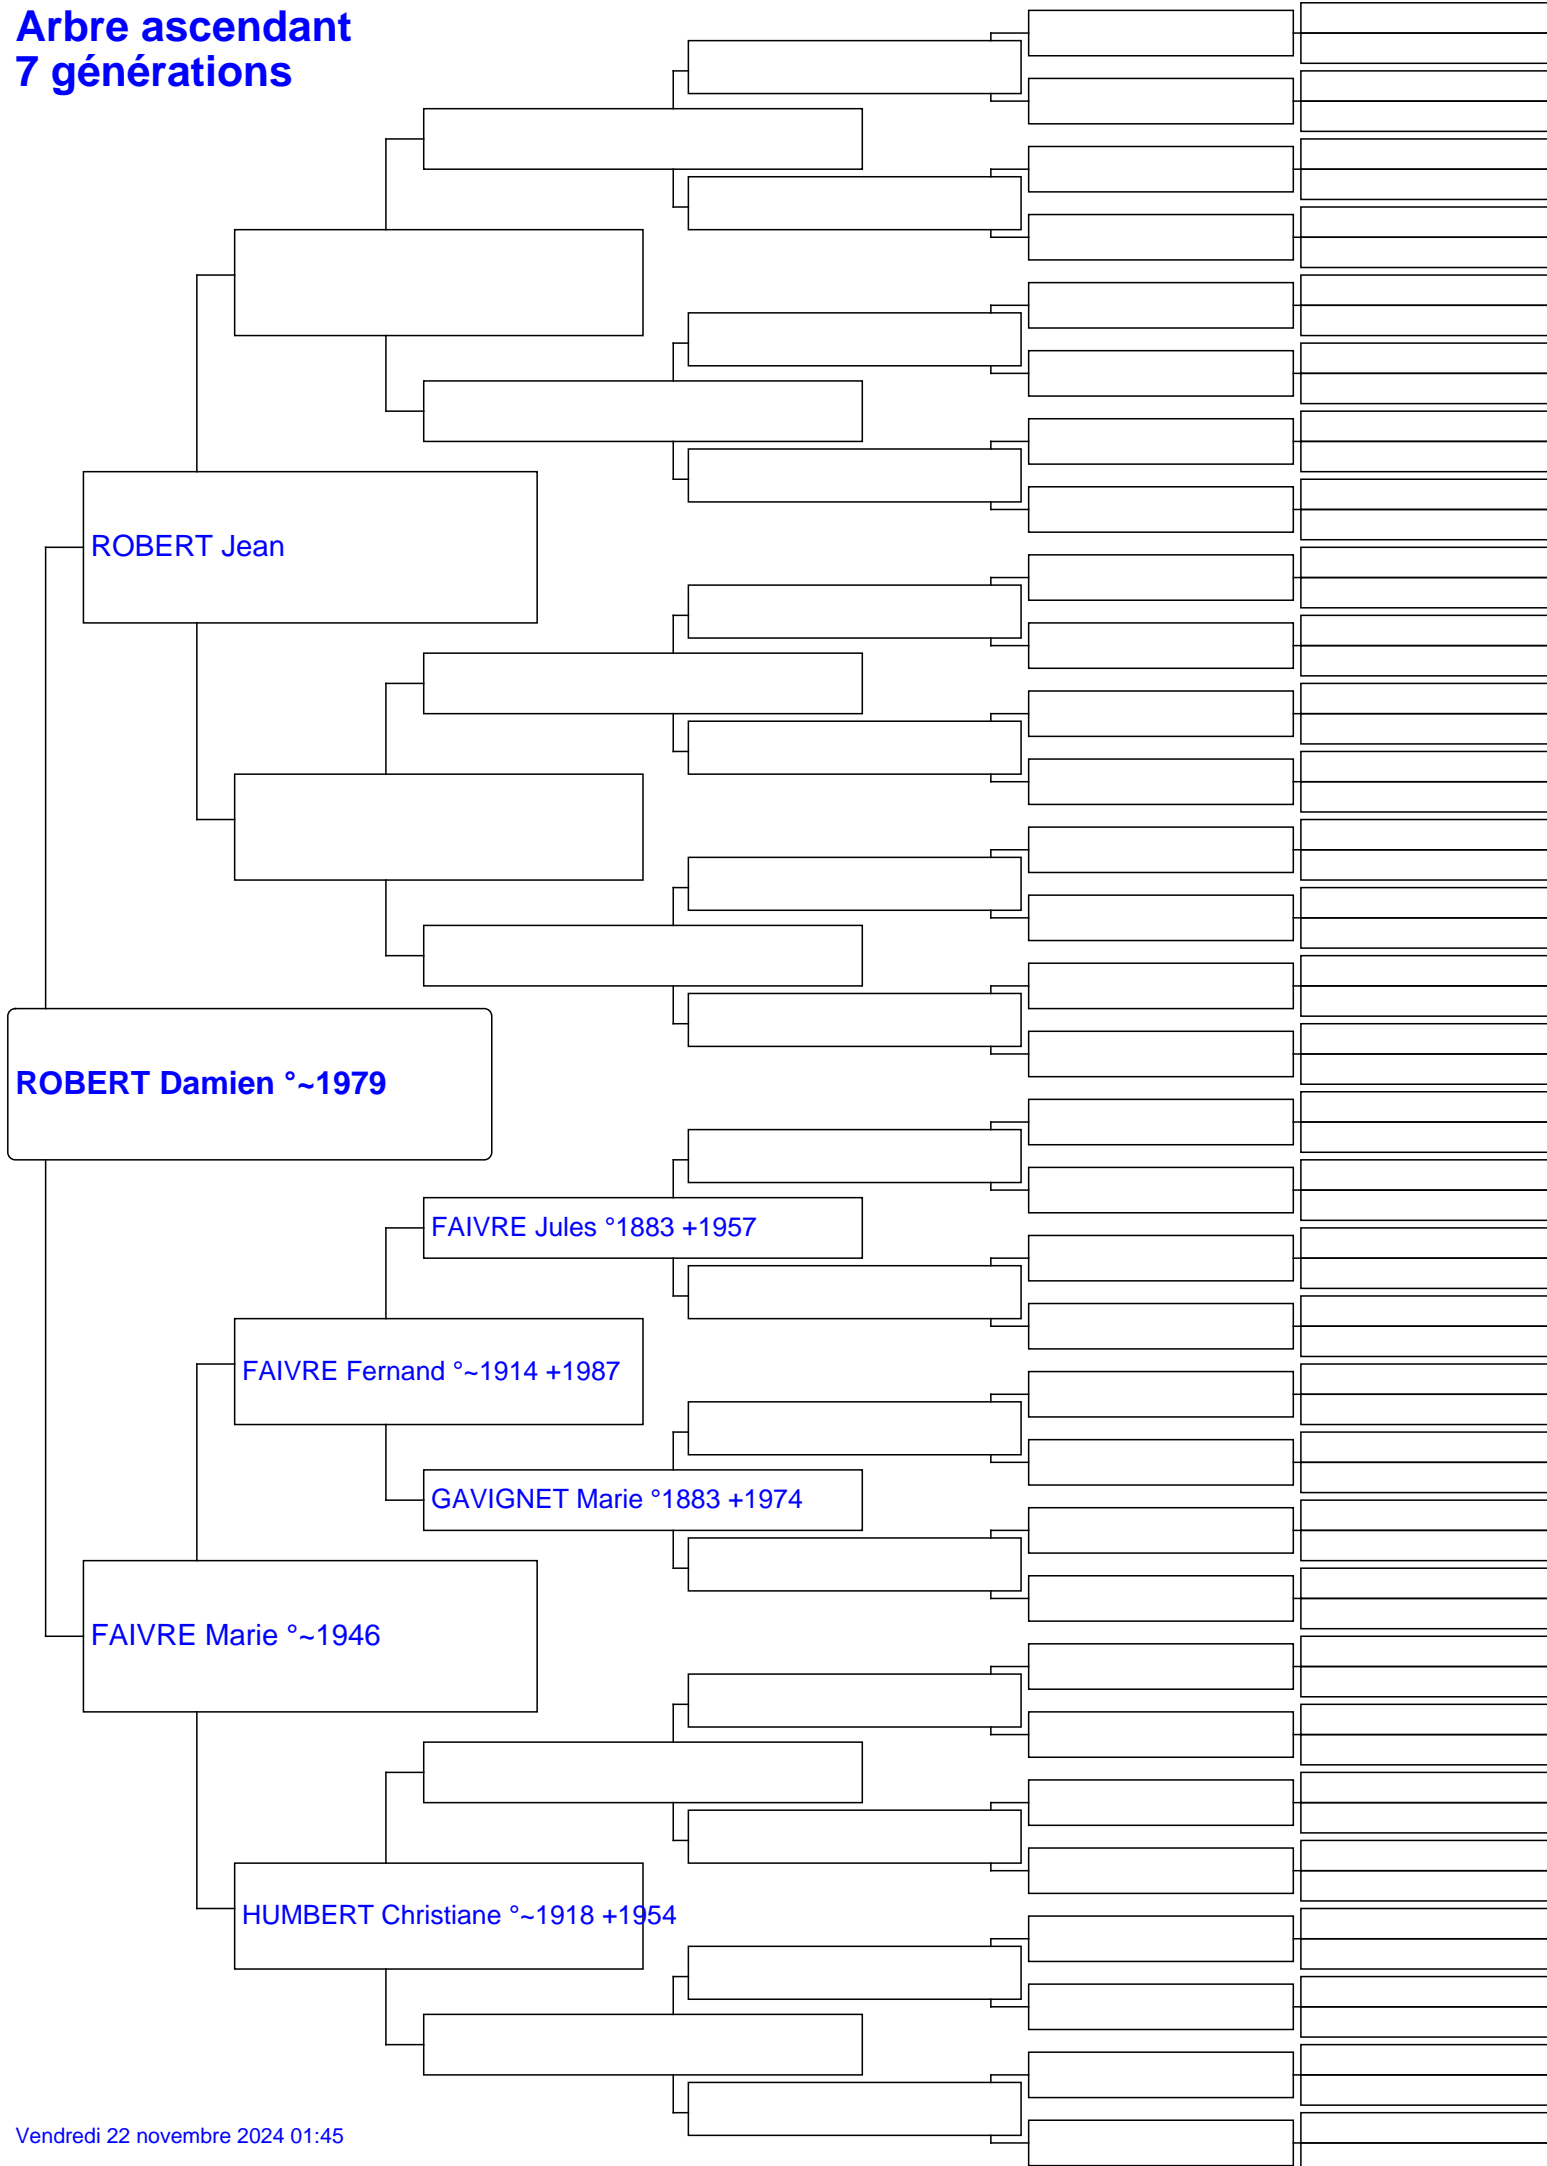 Arbre ascendant
7 générations
ROBERT Jean
ROBERT Damien °~1979
FAIVRE Jules °1883 +1957
FAIVRE Fernand °~1914 +1987
GAVIGNET Marie °1883 +1974
FAIVRE Marie °~1946
HUMBERT Christiane °~1918 +1954
Vendredi 22 novembre 2024 01:45